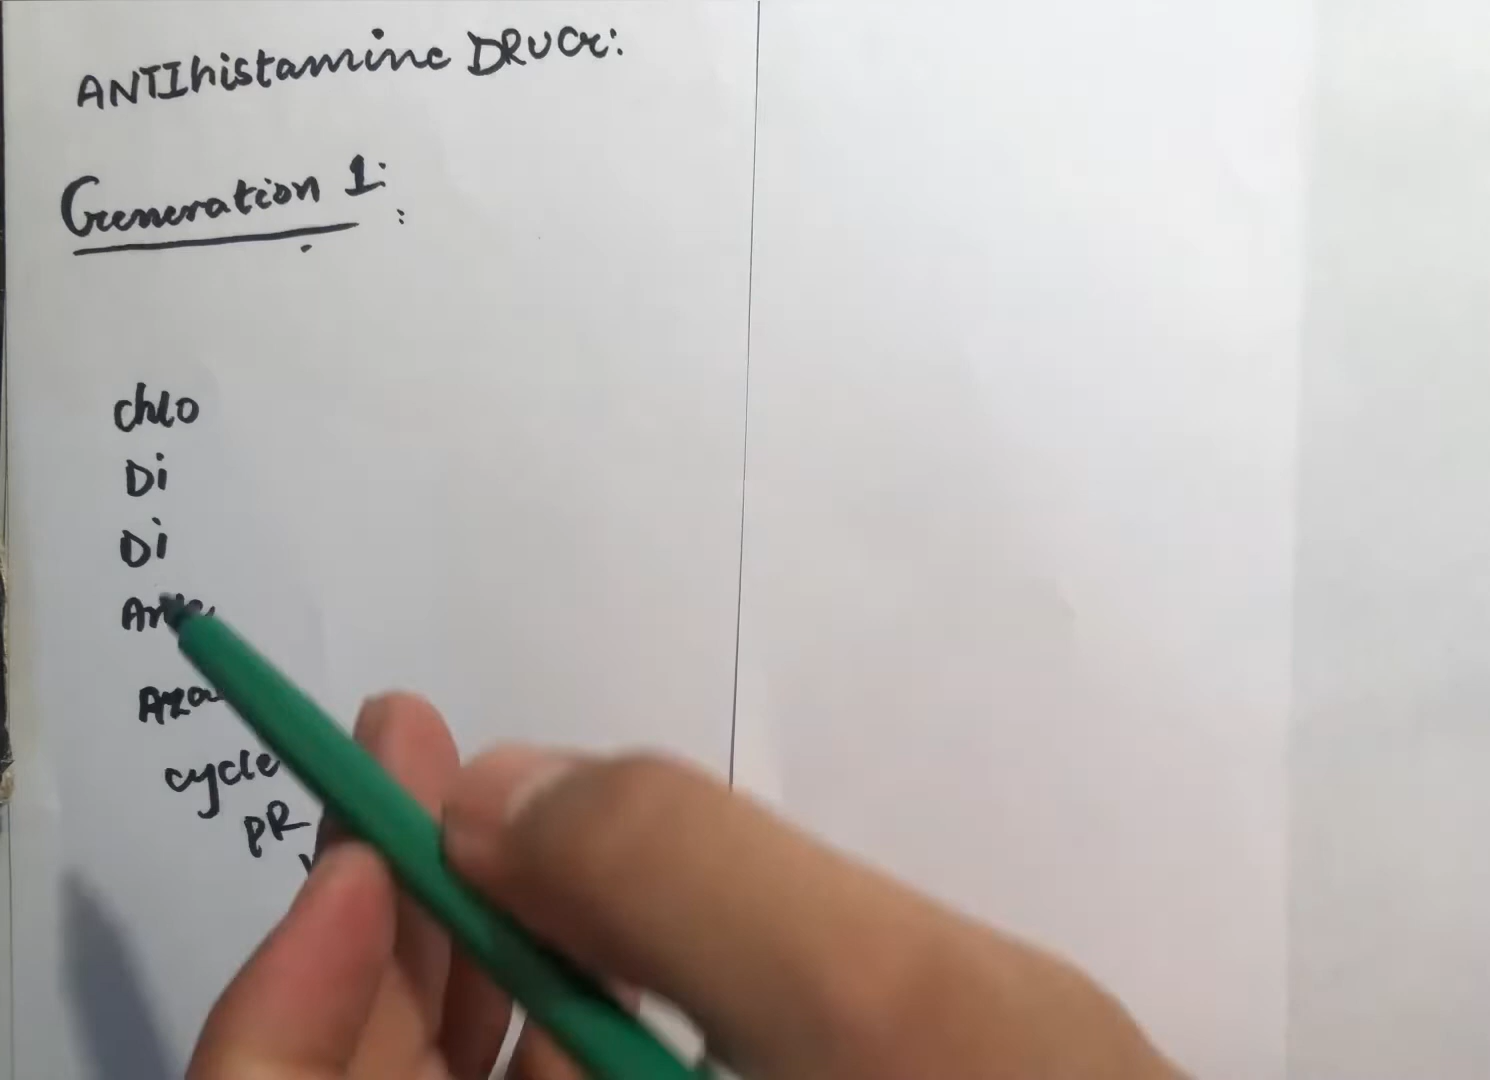 ANTIhistamine DRUG:
Generation 1:
chlo
Di
Di
cycle
PR